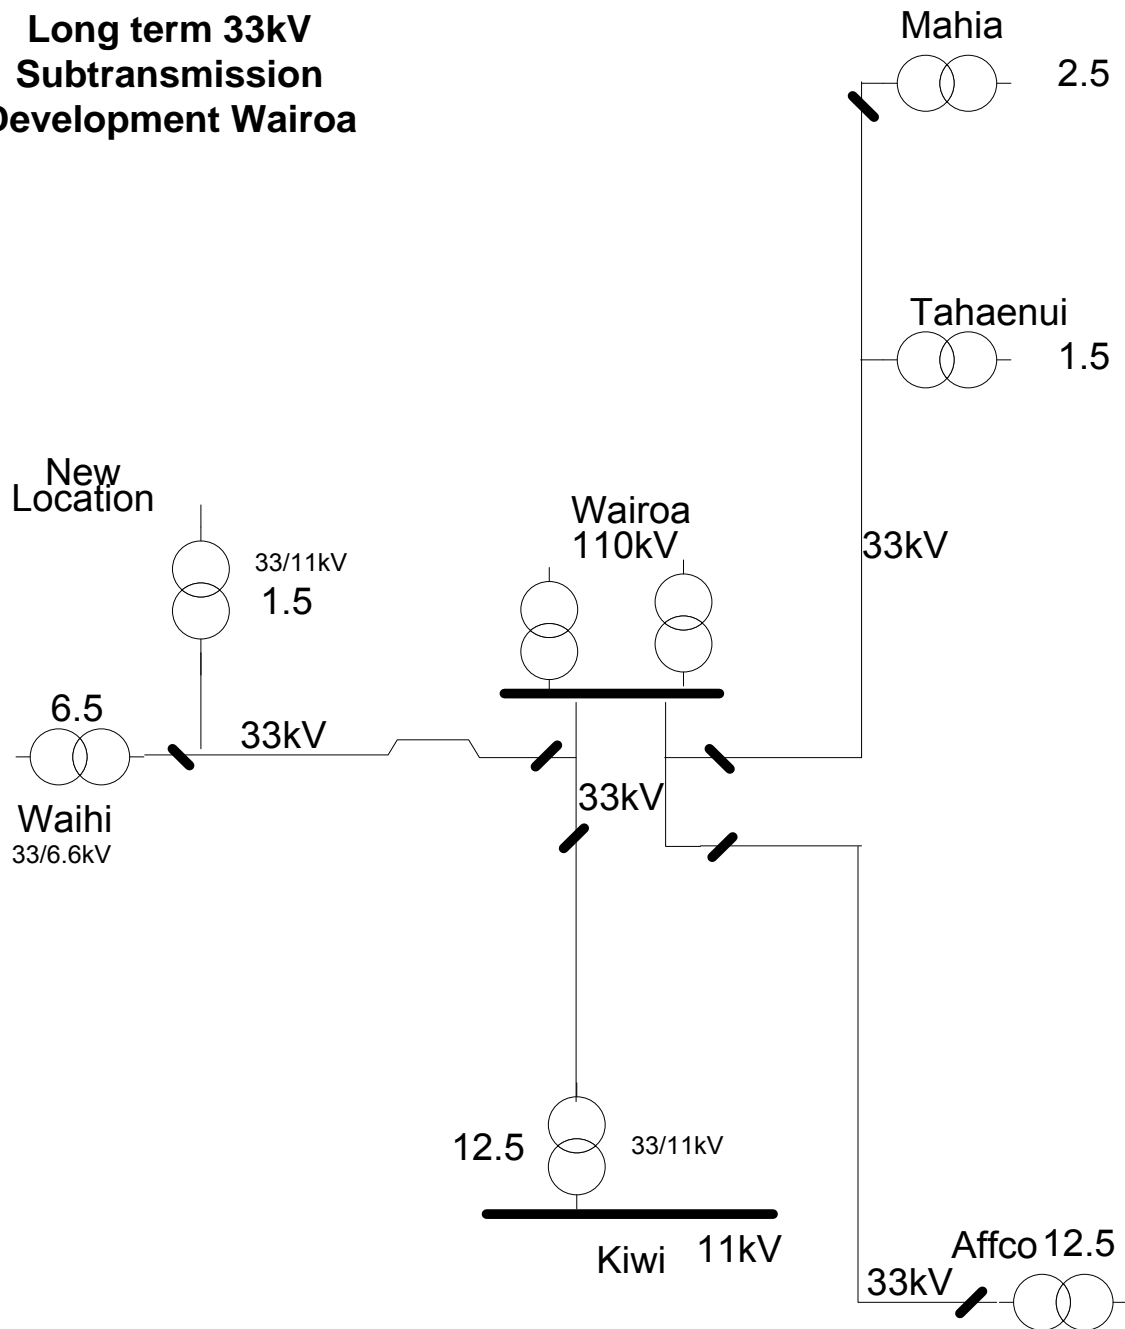 Long term 33kV
Subtransmission
Development Wairoa
Mahia
2.5
Tahaenui
1.5
New
Location
33/11kV
1.5
Wairoa
110kV
33kV
6.5
33kV
Waihi
33/6.6kV
33kV
12.5
33/11kV
Kiwi
11kV
Affco 12.5
33kV